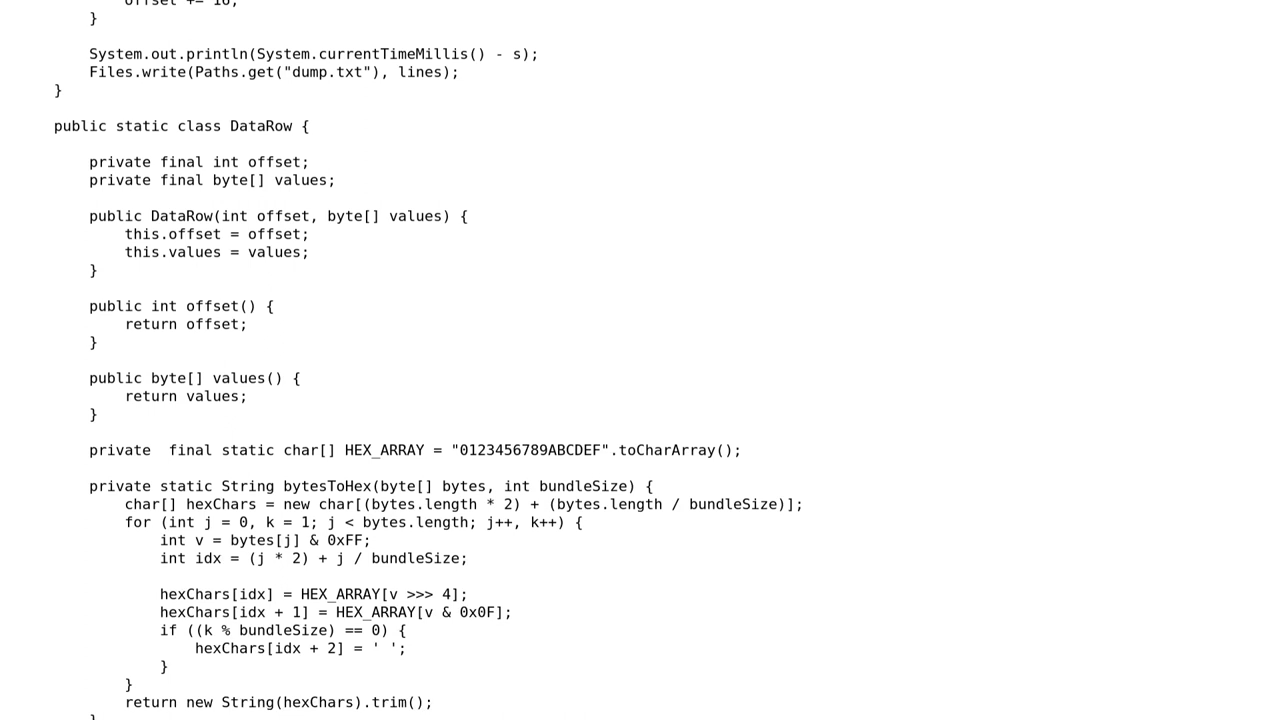 offset += 16;
}
System.out.println(System.currentTimeMillis() - s);
Files.write(Paths.get("dump.txt"), lines);
}
public static class DataRow {
private final int offset;
private final byte[] values;
public DataRow(int offset, byte[] values) {
this.offset = offset;
this.values = values;
}
public int offset() {
return offset;
}
public byte[] values() {
return values;
}
private  final static char[] HEX_ARRAY = "0123456789ABCDEF".toCharArray();
private static String bytesToHex(byte[] bytes, int bundleSize) {
char[] hexChars = new char[(bytes.length * 2) + (bytes.length / bundleSize)];
for (int j = 0, k = 1; j < bytes.length; j++, k++) {
int v = bytes[j] & 0xFF;
int idx = (j * 2) + j / bundleSize;
hexChars[idx] = HEX_ARRAY[v >>> 4];
hexChars[idx + 1] = HEX_ARRAY[v & 0x0F];
if ((k % bundleSize) == 0) {
hexChars[idx + 2] = ' ';
}
}
return new String(hexChars).trim();
}